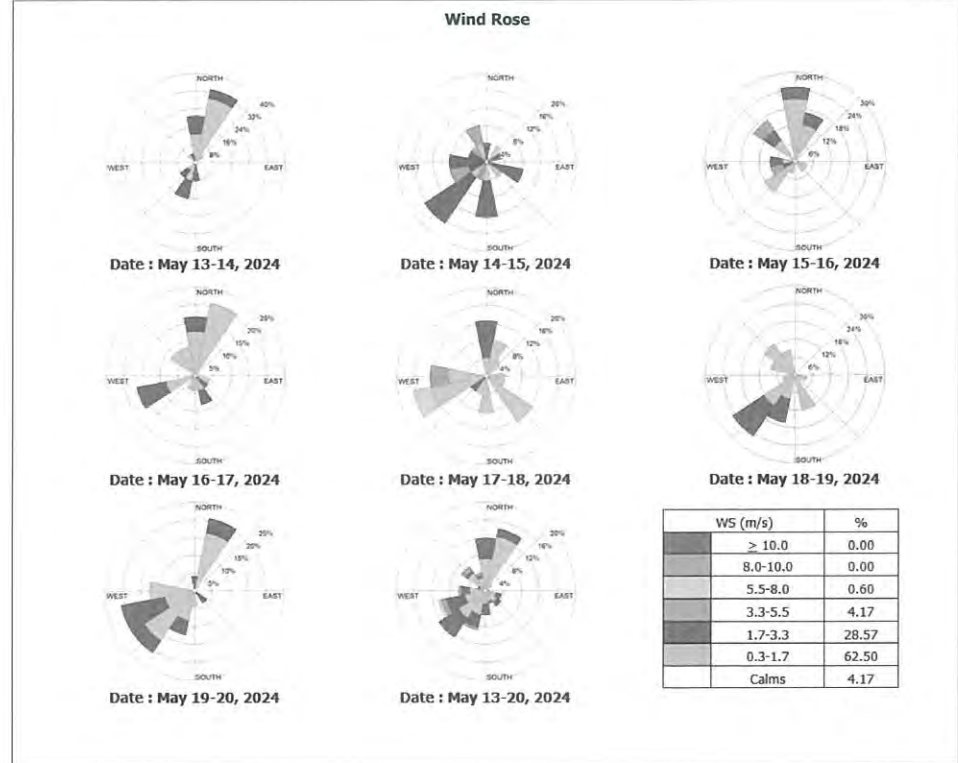 Wind Rose
NORTH
40%
32%
24%
16%
8%
WEST
EAST
SOUTH
Date : May 13-14, 2024
NORTH
20%
16%
12%
8%
WEST
EAST
SOUTH
Date : May 14-15, 2024
NORTH
30%
24%
18%
12%
6%
WEST
EAST
SOUTH
Date : May 15-16, 2024
NORTH
25%
20%
15%
10%
5%
WEST
EAST
SOUTH
Date : May 16-17, 2024
NORTH
20%
16%
12%
8%
4%
WEST
EAST
SOUTH
Date : May 17-18, 2024
NORTH
30%
24%
18%
12%
6%
WEST
EAST
SOUTH
Date : May 18-19, 2024
NORTH
25%
20%
15%
10%
5%
WEST
EAST
SOUTH
Date : May 19-20, 2024
NORTH
20%
16%
12%
8%
4%
WEST
EAST
SOUTH
Date : May 13-20, 2024
WS (m/s) %
≥ 10.0 0.00
8.0-10.0 0.00
5.5-8.0 0.60
3.3-5.5 4.17
1.7-3.3 28.57
0.3-1.7 62.50
Calms 4.17